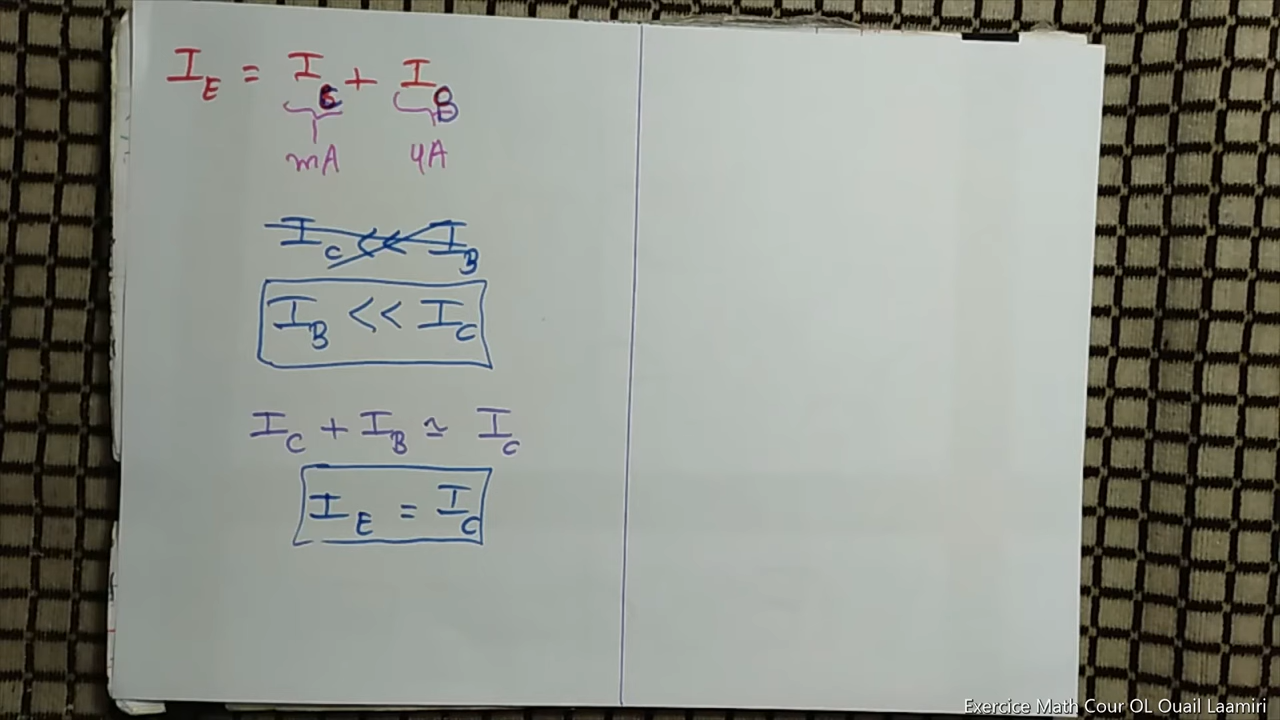 I_E = I_C + I_B
mA µA
I_C << I_B
I_B << I_C
I_C + I_B ≃ I_C
I_E = I_C
Exercice Math Cour OL Ouail Laamiri